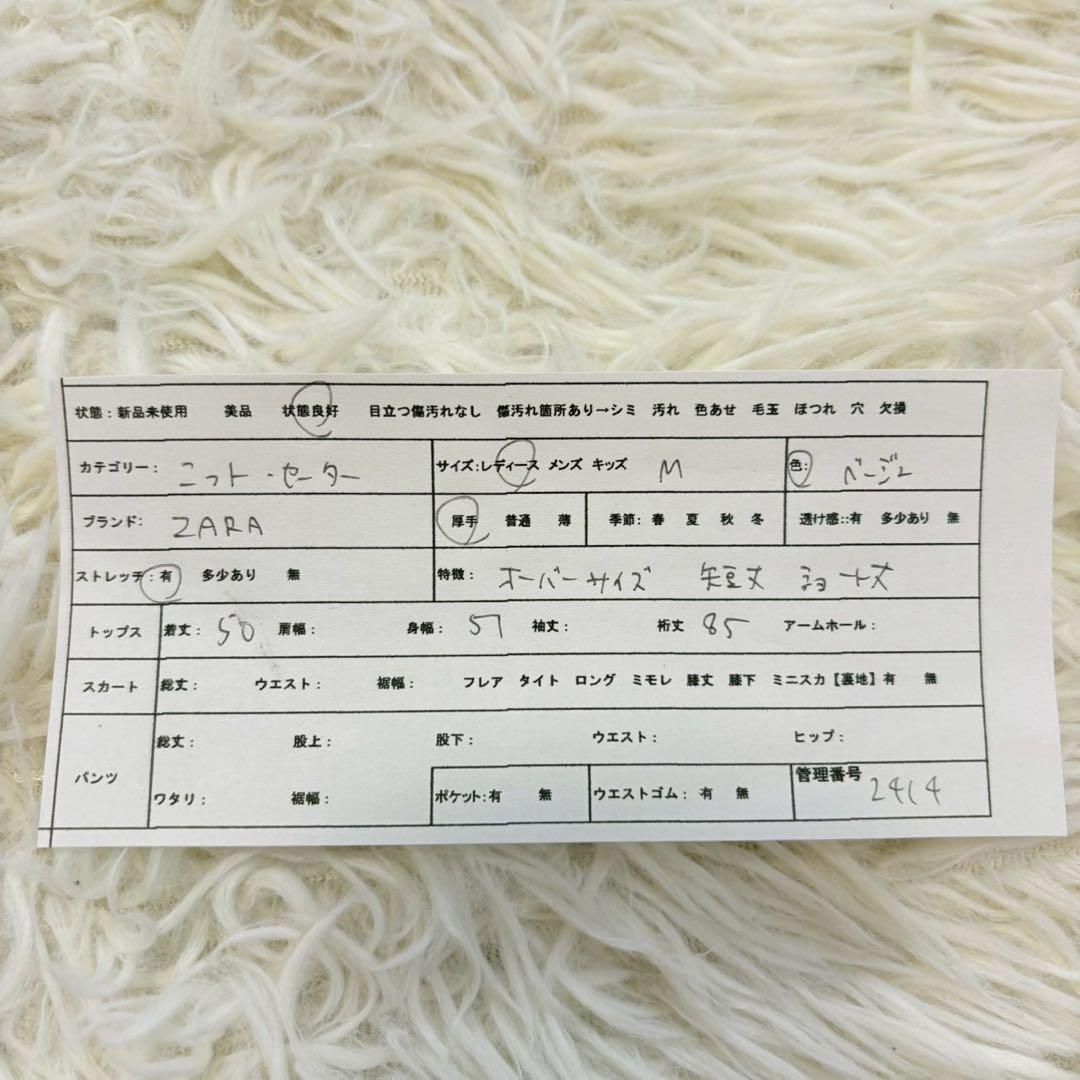 状態：新品未使用 美品 状態良好 目立つ傷汚れなし 傷汚れ箇所あり→シミ 汚れ 色あせ 毛玉 ほつれ 穴 欠損
カテゴリー： ニット・セーター サイズ：レディース メンズ キッズ M 色： ベージュ
ブランド： ZARA 厚手 普通 薄 季節：春 夏 秋 冬 透け感：：有 多少あり 無
ストレッチ：有 多少あり 無 特徴： オーバーサイズ 短丈 ショート丈
トップス 着丈： 50 肩幅： 身幅： 57 袖丈： 裄丈 85 アームホール：
スカート 総丈： ウエスト： 裾幅： フレア タイト ロング ミモレ 膝丈 膝下 ミニスカ【裏地】有 無
パンツ 総丈： 股上： 股下： ウエスト： ヒップ：
ワタリ： 裾幅： ポケット：有 無 ウエストゴム： 有 無 管理番号 2414